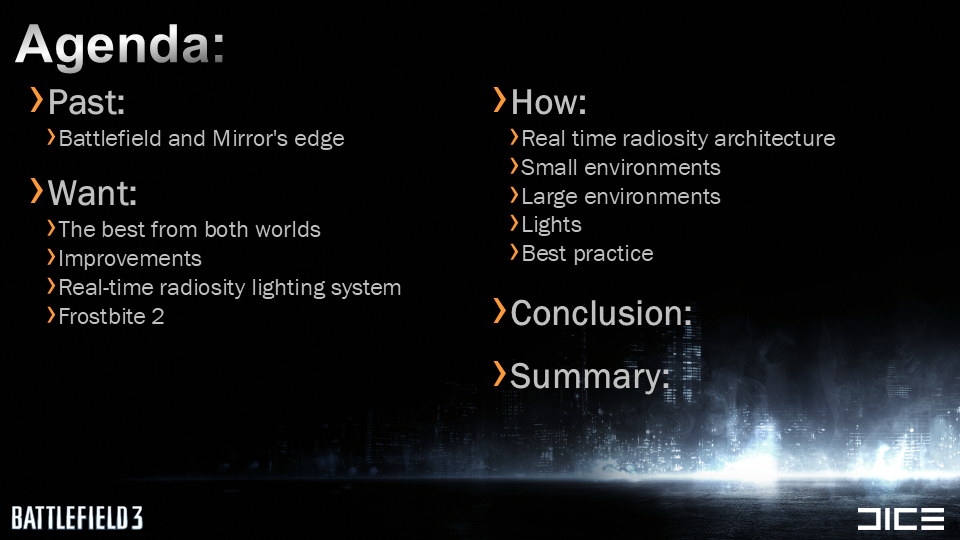 Agenda:
Past:
Battlefield and Mirror's edge
Want:
The best from both worlds
Improvements
Real-time radiosity lighting system
Frostbite 2
How:
Real time radiosity architecture
Small environments
Large environments
Lights
Best practice
Conclusion:
Summary:
BATTLEFIELD 3
DICE